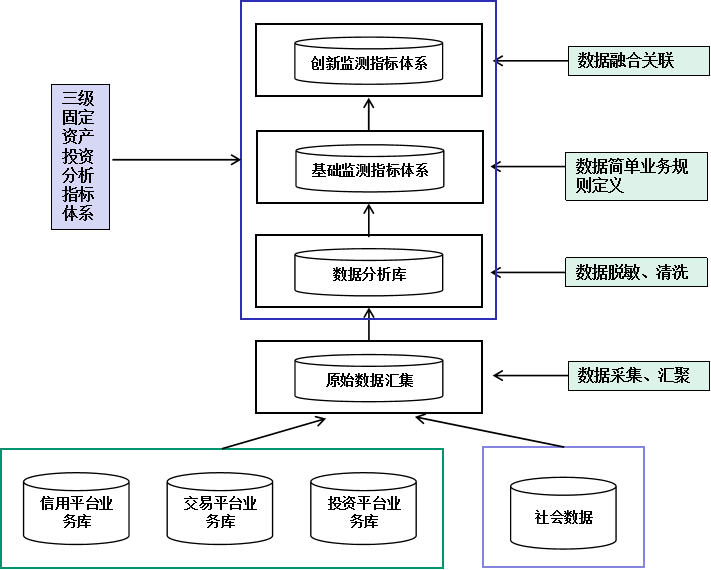 创新监测指标体系
数据融合关联
三级
固定
资产
投资
分析
指标
体系
基础监测指标体系
数据简单业务规
则定义
数据分析库
数据脱敏、清洗
原始数据汇集
数据采集、汇聚
信用平台业
务库
交易平台业
务库
投资平台业
务库
社会数据